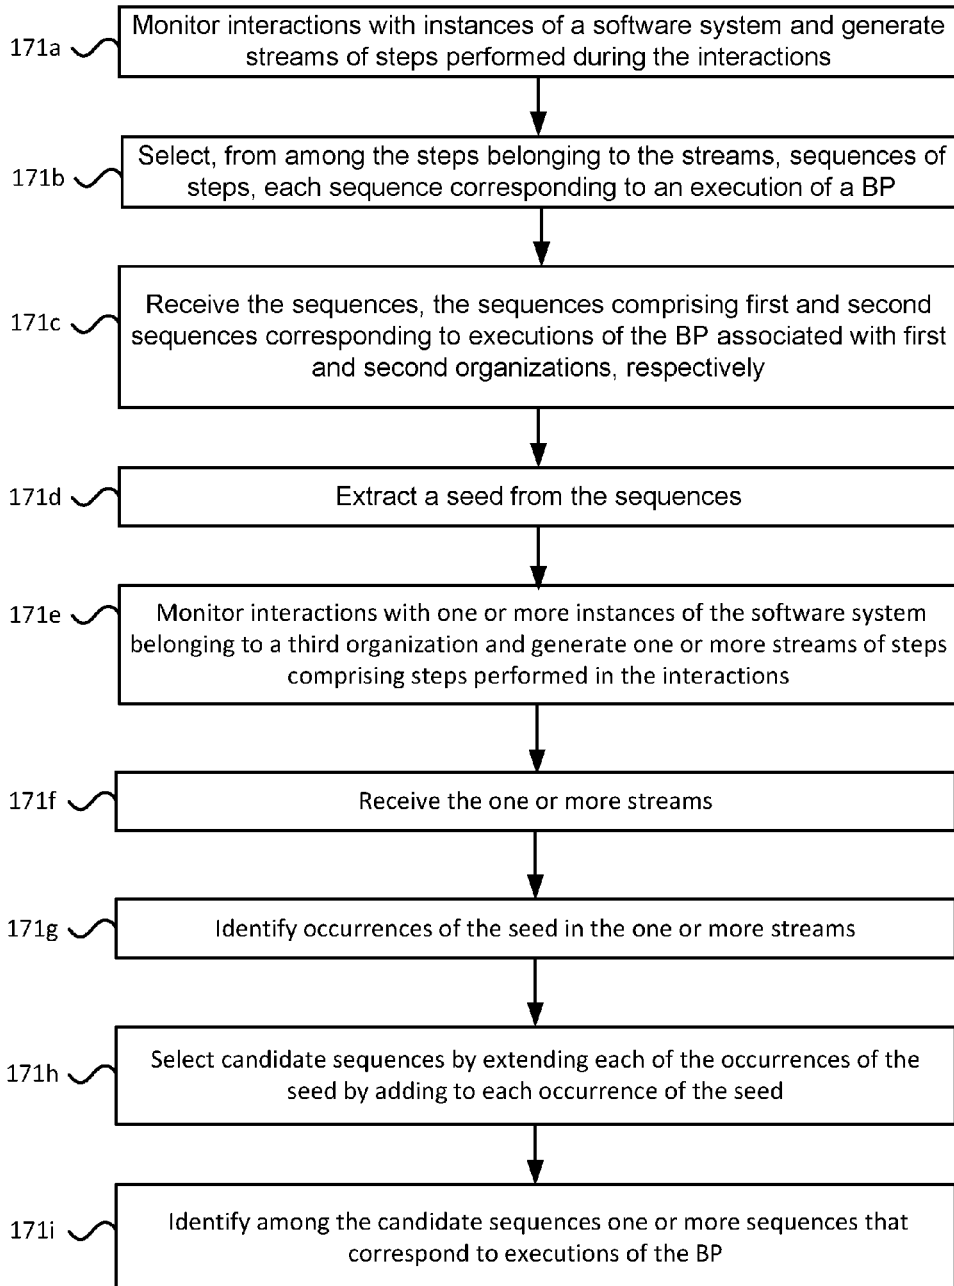 171a
Monitor interactions with instances of a software system and generate
streams of steps performed during the interactions
171b
Select, from among the steps belonging to the streams, sequences of
steps, each sequence corresponding to an execution of a BP
171c
Receive the sequences, the sequences comprising first and second
sequences corresponding to executions of the BP associated with first
and second organizations, respectively
171d
Extract a seed from the sequences
171e
Monitor interactions with one or more instances of the software system
belonging to a third organization and generate one or more streams of steps
comprising steps performed in the interactions
171f
Receive the one or more streams
171g
Identify occurrences of the seed in the one or more streams
171h
Select candidate sequences by extending each of the occurrences of the
seed by adding to each occurrence of the seed
171i
Identify among the candidate sequences one or more sequences that
correspond to executions of the BP